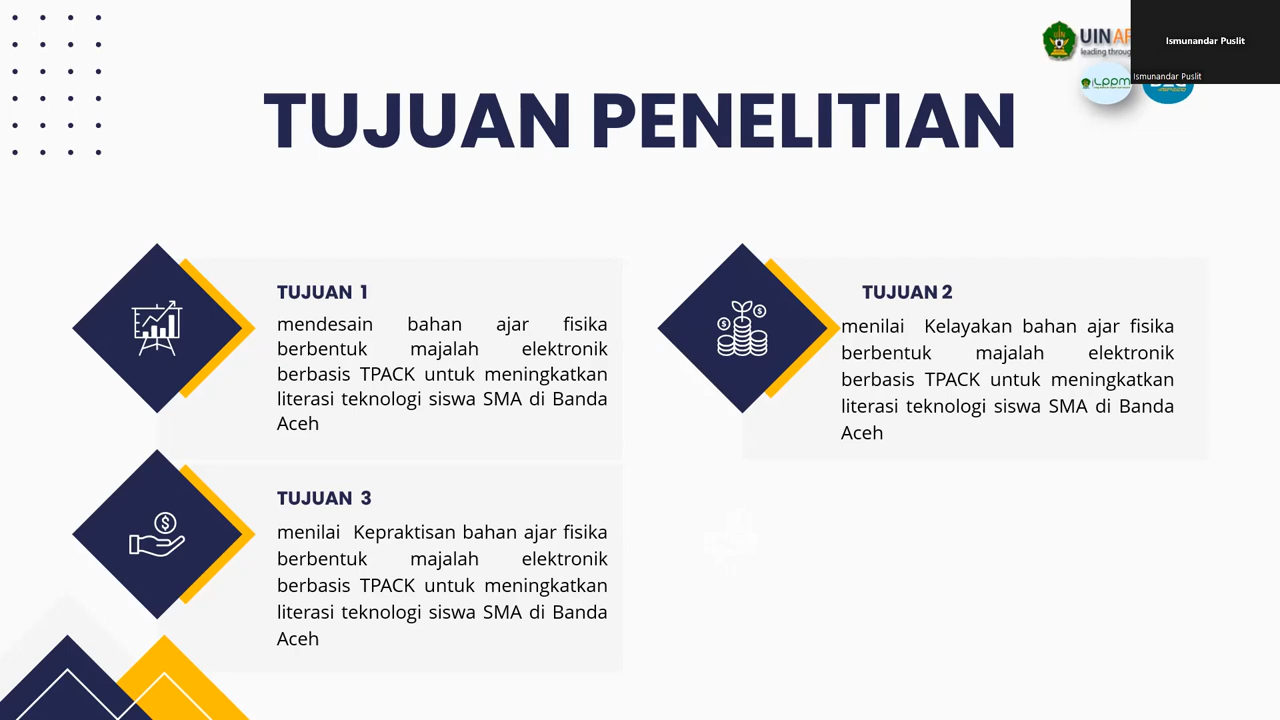 UIN
leading throug
Ismunandar Puslit
Ismunandar Puslit
LPPM
TUJUAN PENELITIAN
TUJUAN 1
mendesain bahan ajar fisika
berbentuk majalah elektronik
berbasis TPACK untuk meningkatkan
literasi teknologi siswa SMA di Banda
Aceh
TUJUAN 2
menilai Kelayakan bahan ajar fisika
berbentuk majalah elektronik
berbasis TPACK untuk meningkatkan
literasi teknologi siswa SMA di Banda
Aceh
TUJUAN 3
menilai Kepraktisan bahan ajar fisika
berbentuk majalah elektronik
berbasis TPACK untuk meningkatkan
literasi teknologi siswa SMA di Banda
Aceh